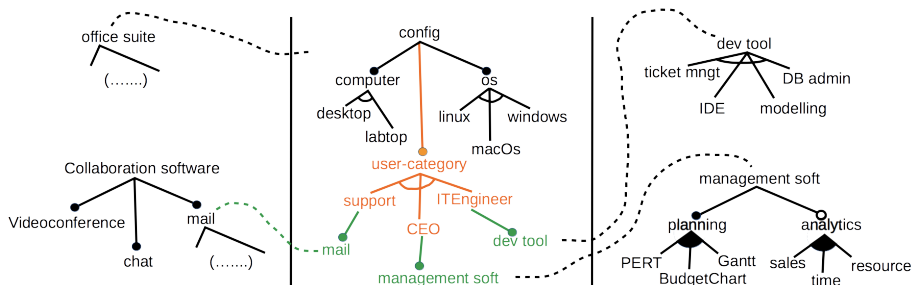 office suite
(.......)
Collaboration software
Videoconference
mail
chat
(.......)
config
computer
os
desktop
labtop
linux
windows
macOs
user-category
support
ITEngineer
CEO
mail
dev tool
management soft
dev tool
ticket mngt
DB admin
IDE
modelling
management soft
planning
analytics
PERT
Gantt
BudgetChart
sales
resource
time